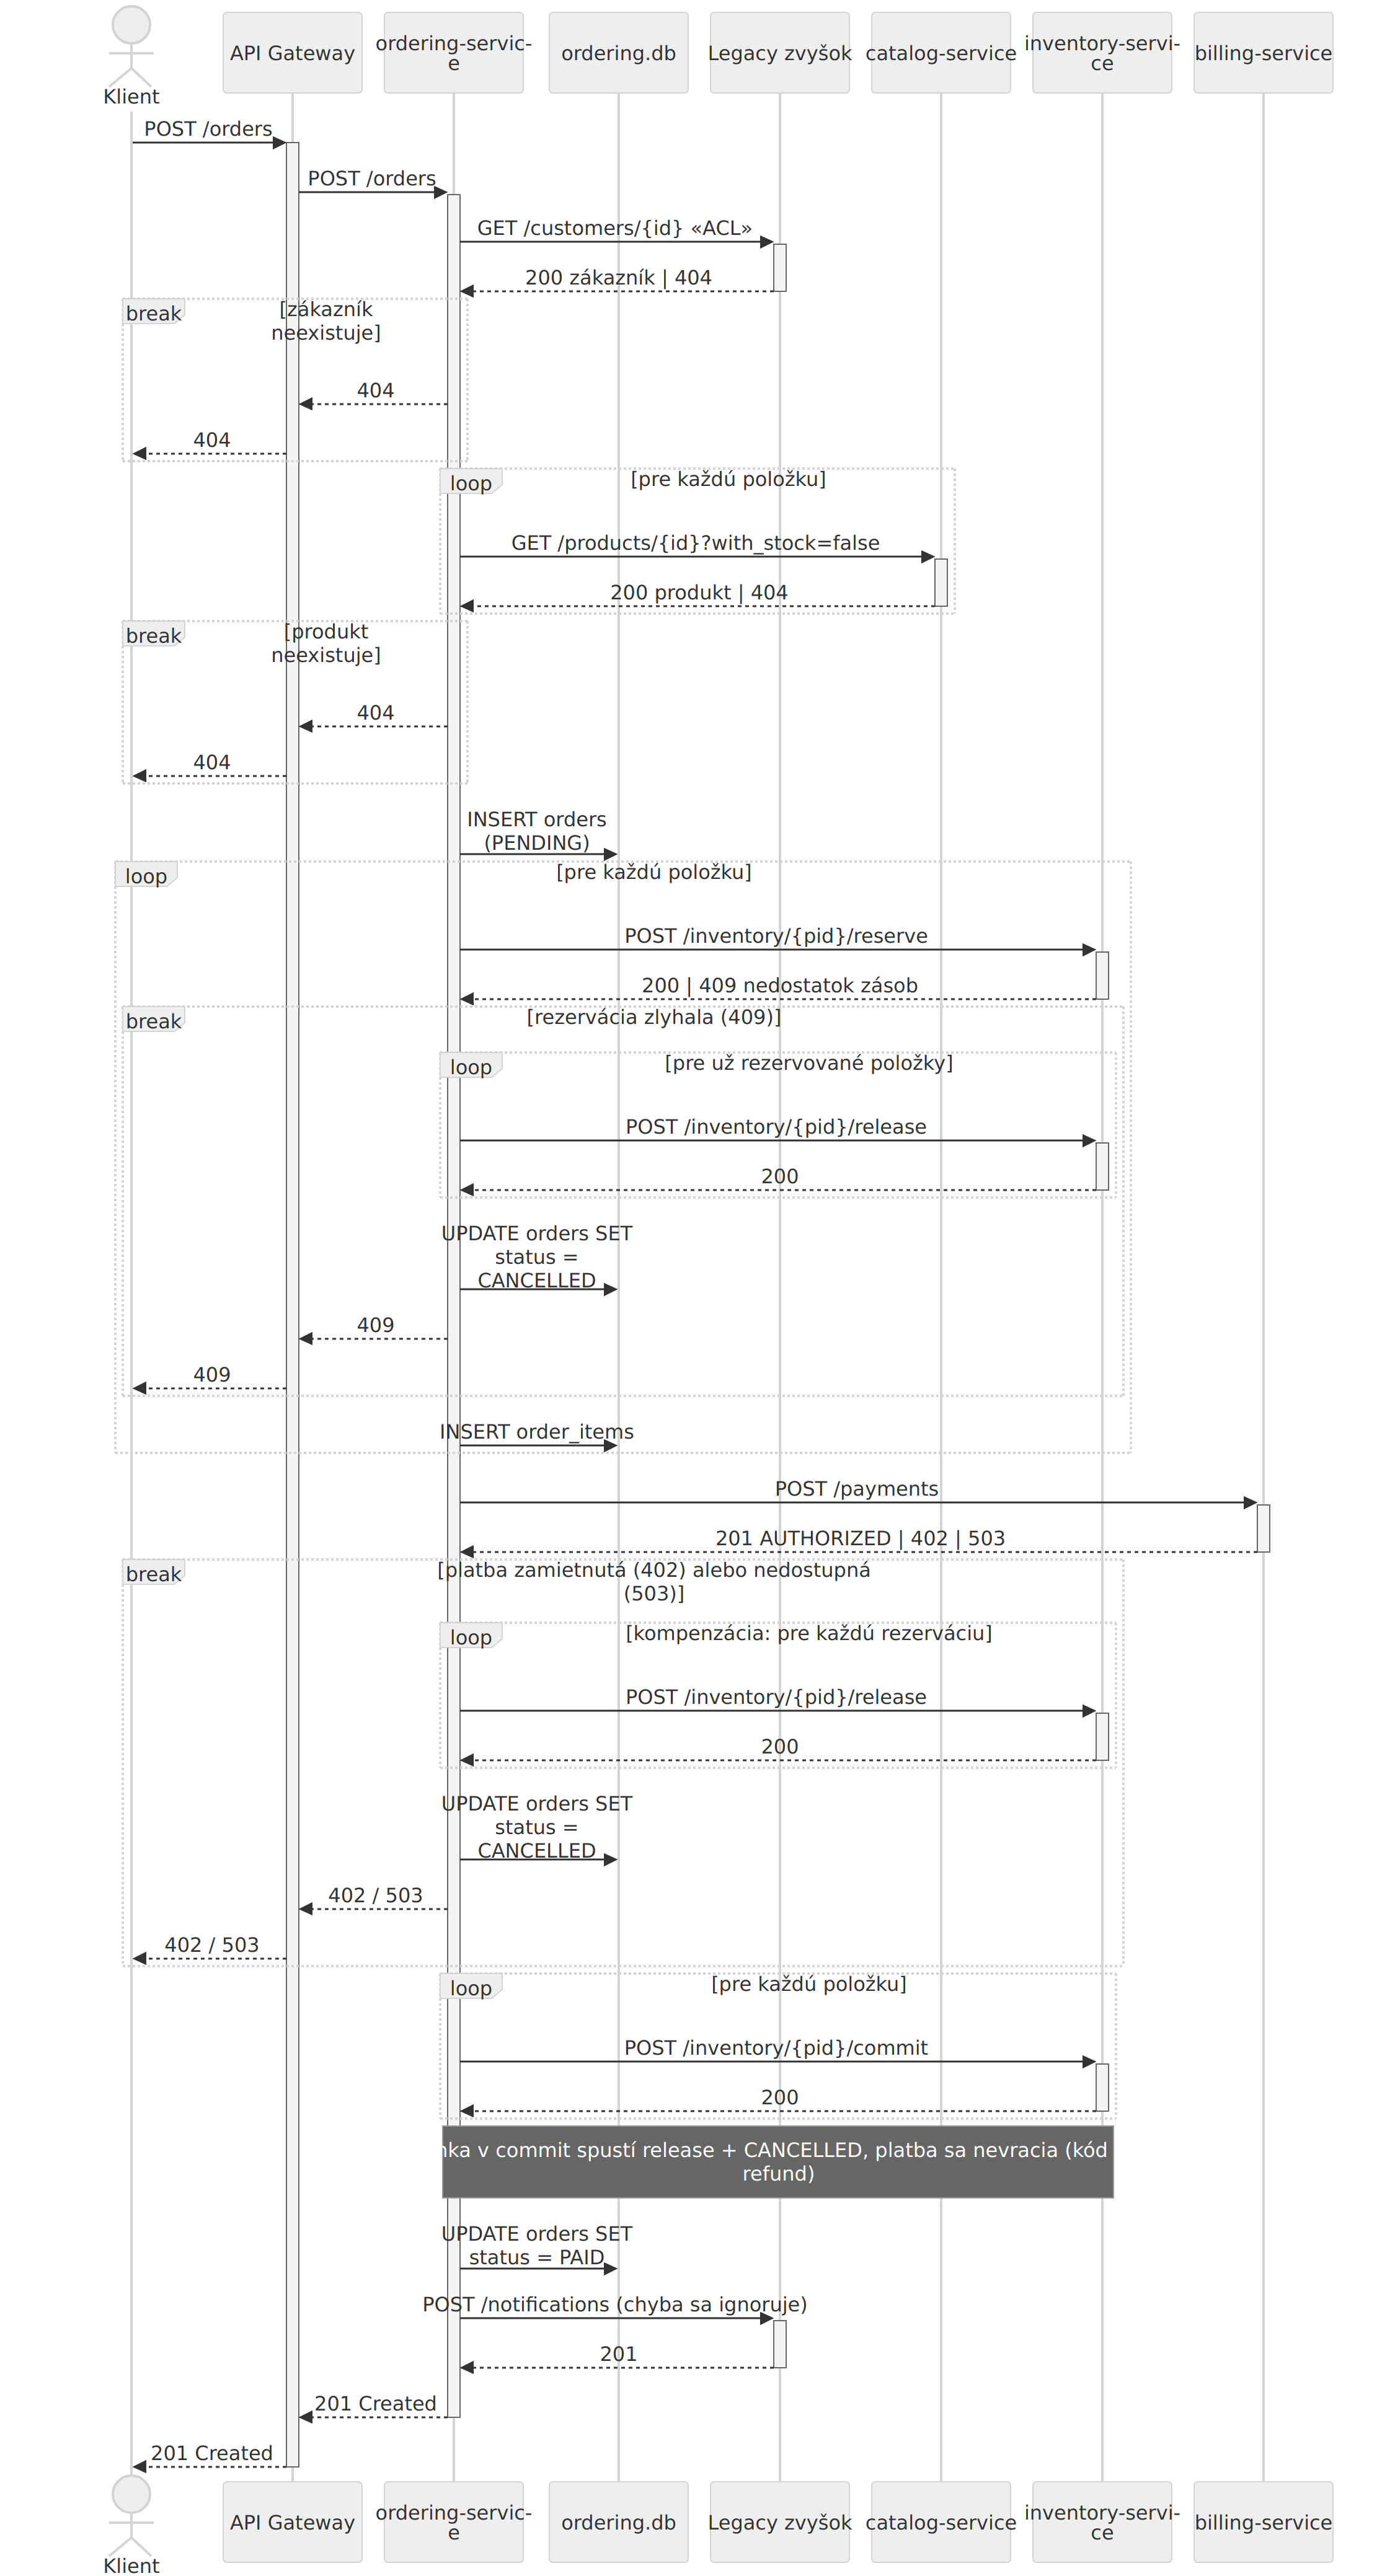 API Gateway
ordering-servic-
e
ordering.db
Legacy zvyšok
catalog-service
inventory-servi-
ce
billing-service
Klient
POST /orders
POST /orders
GET /customers/{id} «ACL»
200 zákazník | 404
break
[zákazník
neexistuje]
404
404
loop
[pre každú položku]
GET /products/{id}?with_stock=false
200 produkt | 404
break
[produkt
neexistuje]
404
404
INSERT orders
(PENDING)
loop
[pre každú položku]
POST /inventory/{pid}/reserve
200 | 409 nedostatok zásob
break
[rezervácia zlyhala (409)]
loop
[pre už rezervované položky]
POST /inventory/{pid}/release
200
UPDATE orders SET
status =
CANCELLED
409
409
INSERT order_items
POST /payments
201 AUTHORIZED | 402 | 503
break
[platba zamietnutá (402) alebo nedostupná
(503)]
loop
[kompenzácia: pre každú rezerváciu]
POST /inventory/{pid}/release
200
UPDATE orders SET
status =
CANCELLED
402 / 503
402 / 503
loop
[pre každú položku]
POST /inventory/{pid}/commit
200
v commit spustí release + CANCELLED, platba sa nevracia (kód
refund)
UPDATE orders SET
status = PAID
POST /notifications (chyba sa ignoruje)
201
201 Created
201 Created
API Gateway
ordering-servic-
e
ordering.db
Legacy zvyšok
catalog-service
inventory-servi-
ce
billing-service
Klient